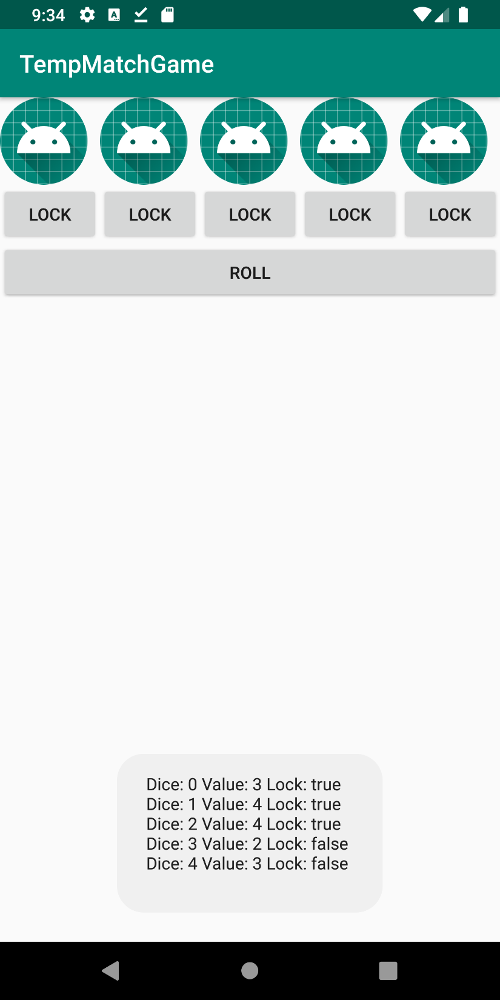 9:34
TempMatchGame
LOCK LOCK LOCK LOCK LOCK
ROLL
Dice: 0 Value: 3 Lock: true
Dice: 1 Value: 4 Lock: true
Dice: 2 Value: 4 Lock: true
Dice: 3 Value: 2 Lock: false
Dice: 4 Value: 3 Lock: false